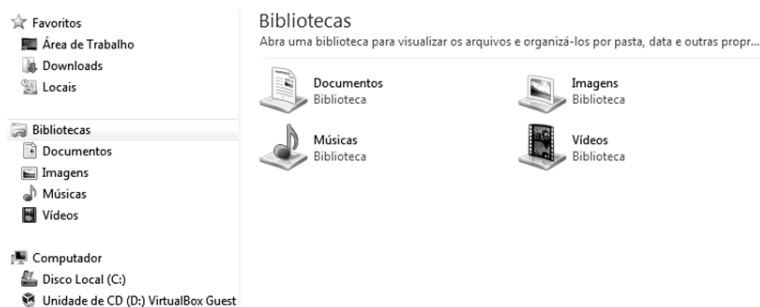 Favoritos
Área de Trabalho
Downloads
Locais
Bibliotecas
Documentos
Imagens
Músicas
Vídeos
Computador
Disco Local (C:)
Unidade de CD (D:) VirtualBox Guest
Bibliotecas
Abra uma biblioteca para visualizar os arquivos e organizá-los por pasta, data e outras propr...
Documentos
Biblioteca
Imagens
Biblioteca
Músicas
Biblioteca
Vídeos
Biblioteca